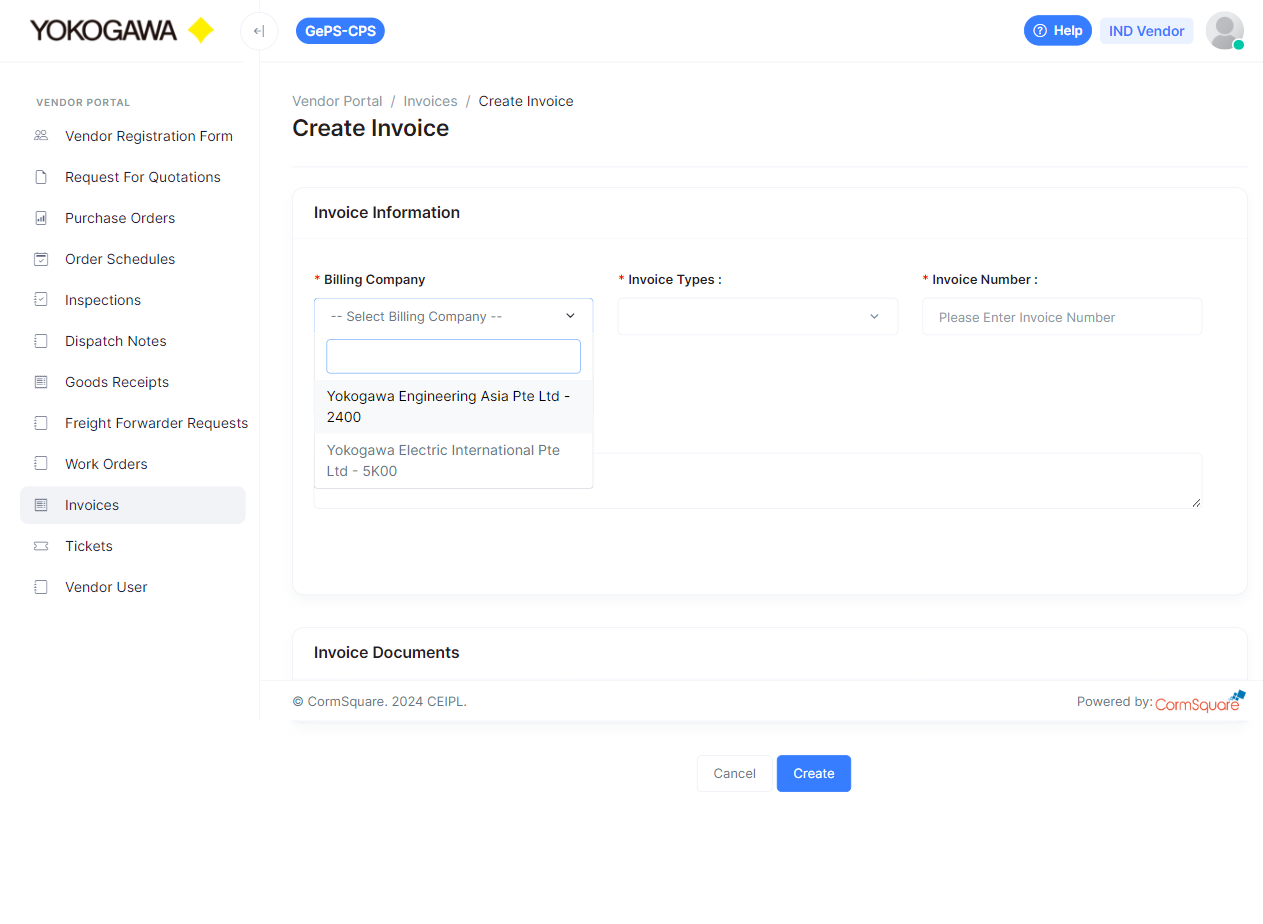 YOKOGAWA
GePS-CPS
Help
IND Vendor
VENDOR PORTAL
Vendor Registration Form
Request For Quotations
Purchase Orders
Order Schedules
Inspections
Dispatch Notes
Goods Receipts
Freight Forwarder Requests
Work Orders
Invoices
Tickets
Vendor User
Vendor Portal / Invoices / Create Invoice
Create Invoice
Invoice Information
* Billing Company
-- Select Billing Company --
Yokogawa Engineering Asia Pte Ltd -
2400
Yokogawa Electric International Pte
Ltd - 5K00
* Invoice Types :
* Invoice Number :
Please Enter Invoice Number
Invoice Documents
© CormSquare. 2024 CEIPL.
Powered by: CormSquare
Cancel
Create